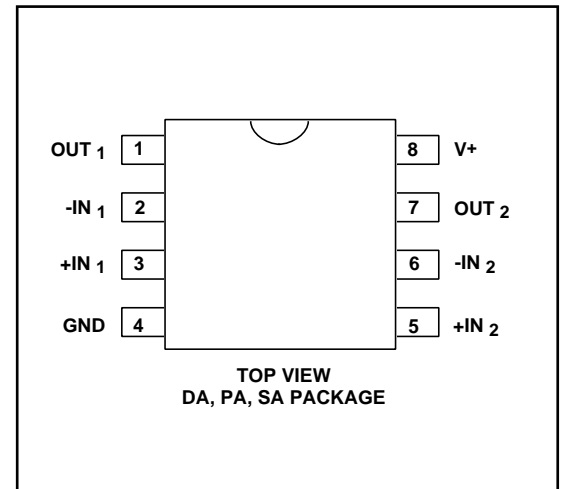 OUT 1 1 8 V+
-IN 1 2 7 OUT 2
+IN 1 3 6 -IN 2
GND 4 5 +IN 2
TOP VIEW
DA, PA, SA PACKAGE